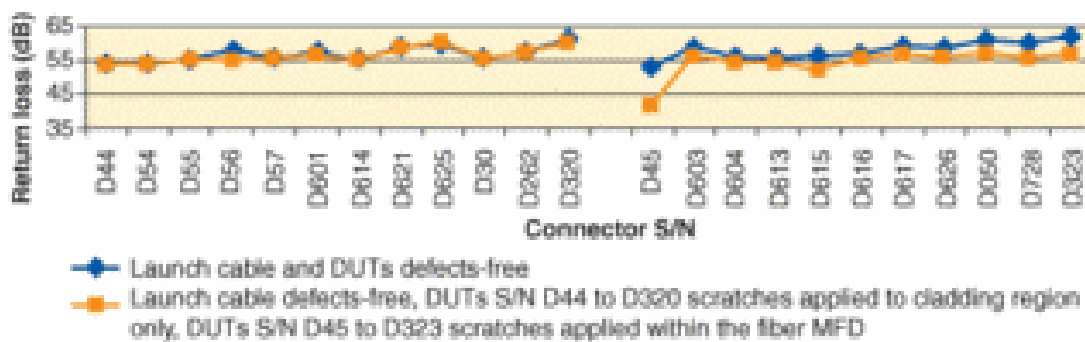 Return loss (dB)
65
55
45
35
D44
D54
D55
D56
D57
D601
D614
D621
D625
D30
D262
D320
D45
D603
D604
D613
D615
D616
D617
D626
D050
D728
D323
Connector S/N
Launch cable and DUTs defects-free
Launch cable defects-free, DUTs S/N D44 to D320 scratches applied to cladding region
only, DUTs S/N D45 to D323 scratches applied within the fiber MFD